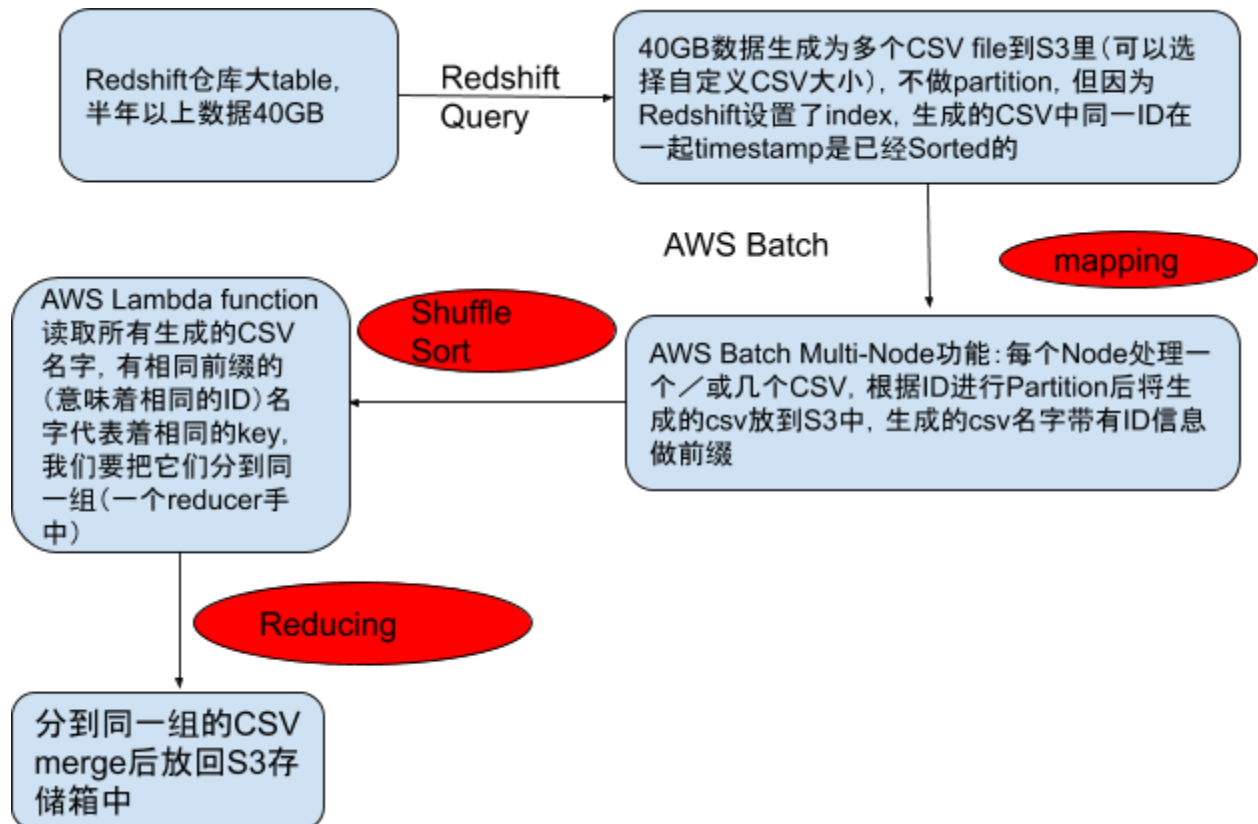 Redshift仓库大table,
半年以上数据40GB
Redshift
Query
40GB数据生成为多个CSV file到S3里(可以选
择自定义CSV大小), 不做partition, 但因为
Redshift设置了index, 生成的CSV中同一ID在
一起timestamp是已经Sorted的
AWS Batch
mapping
AWS Batch Multi-Node功能:每个Node处理一
个/或几个CSV, 根据ID进行Partition后将生
成的csv放到S3中, 生成的csv名字带有ID信息
做前缀
Shuffle
Sort
AWS Lambda function
读取所有生成的CSV
名字, 有相同前缀的
(意味着相同的ID)名
字代表着相同的key,
我们要把它们分到同
一组(一个reducer手
中)
Reducing
分到同一组的CSV
merge后放回S3存
储箱中